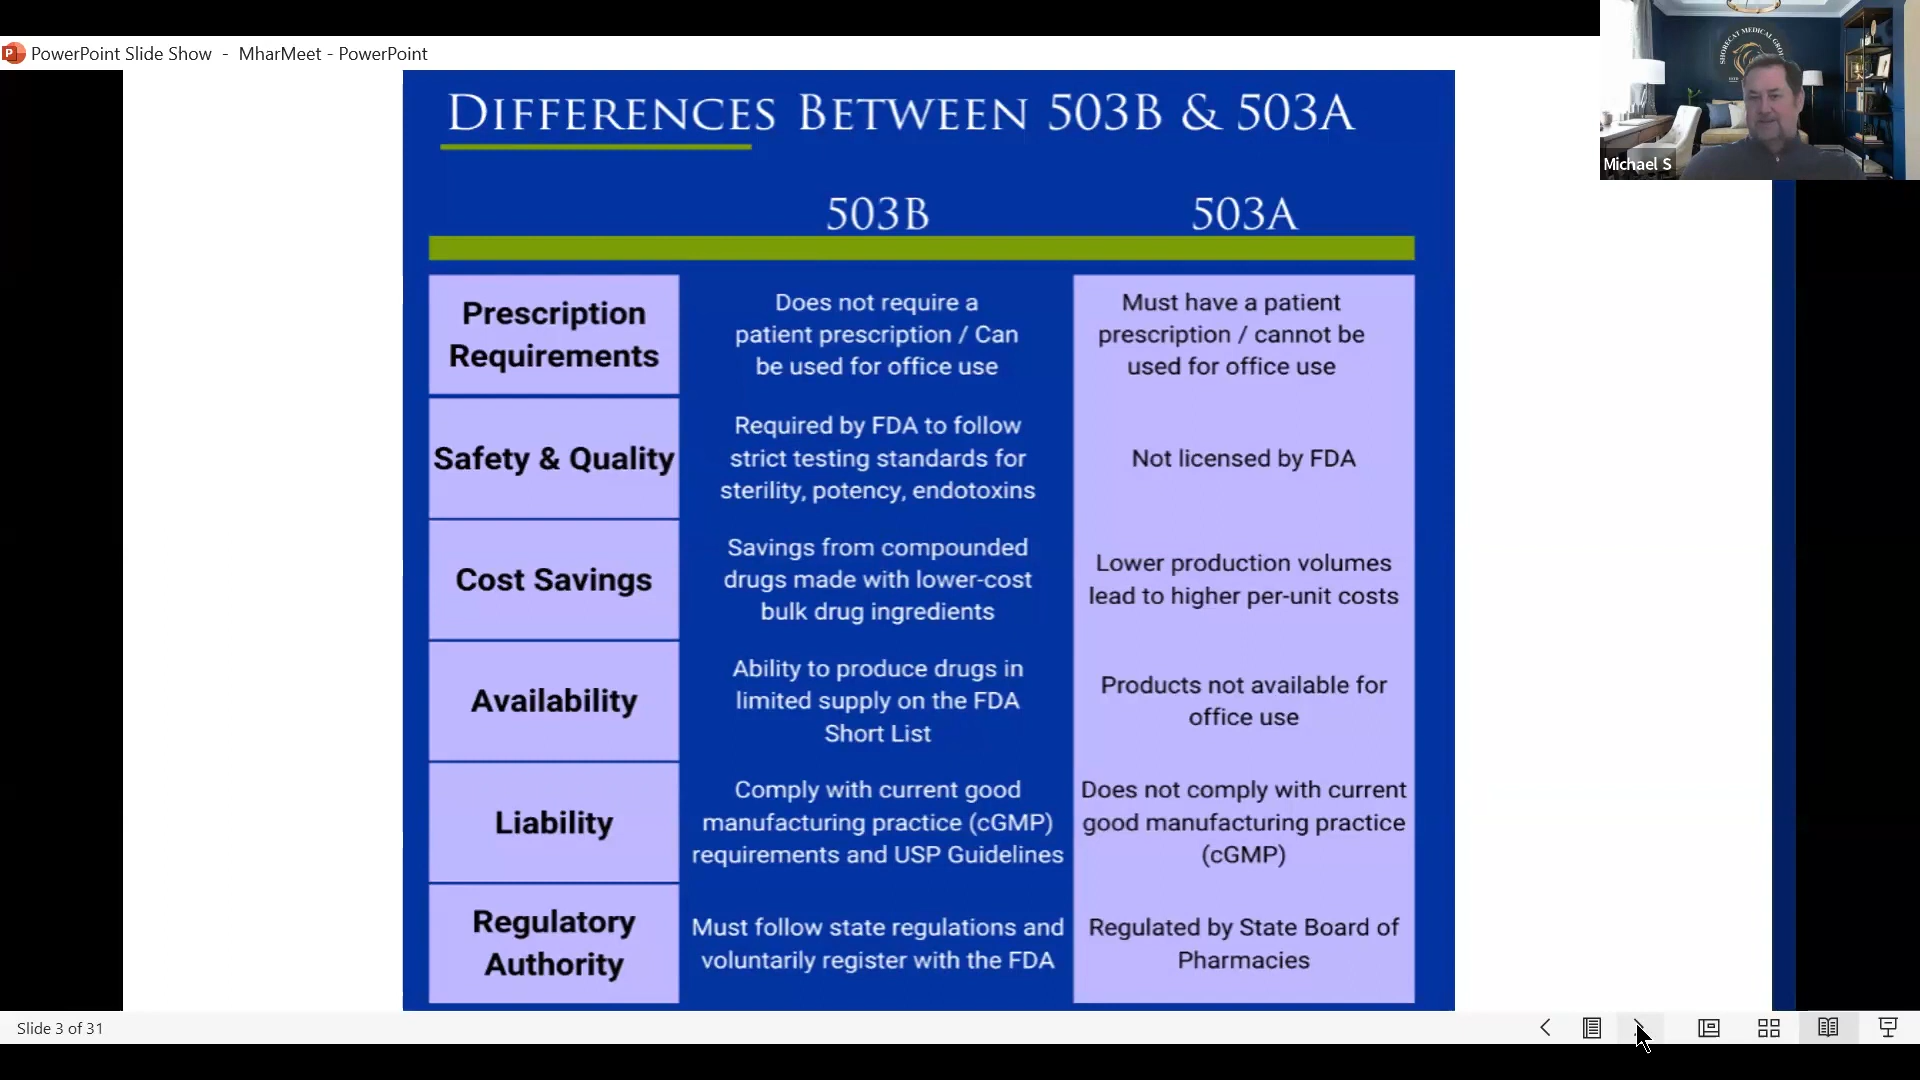 PowerPoint Slide Show - MharMeet - PowerPoint
SHORECAT MEDICAL GROUP
Michael S
DIFFERENCES BETWEEN 503B & 503A
503B
503A
Prescription
Requirements
Does not require a
patient prescription / Can
be used for office use
Must have a patient
prescription / cannot be
used for office use
Safety & Quality
Required by FDA to follow
strict testing standards for
sterility, potency, endotoxins
Not licensed by FDA
Cost Savings
Savings from compounded
drugs made with lower-cost
bulk drug ingredients
Lower production volumes
lead to higher per-unit costs
Availability
Ability to produce drugs in
limited supply on the FDA
Short List
Products not available for
office use
Liability
Comply with current good
manufacturing practice (cGMP)
requirements and USP Guidelines
Does not comply with current
good manufacturing practice
(cGMP)
Regulatory
Authority
Must follow state regulations and
voluntarily register with the FDA
Regulated by State Board of
Pharmacies
Slide 3 of 31